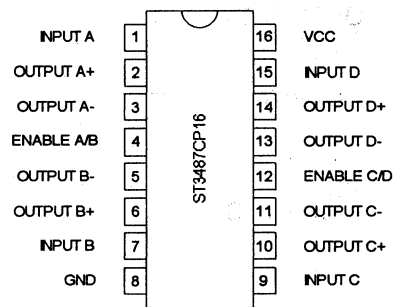 INPUT A 1 16 VCC
OUTPUT A+ 2 15 INPUT D
OUTPUT A- 3 14 OUTPUT D+
ENABLE A/B 4 13 OUTPUT D-
OUTPUT B- 5 12 ENABLE C/D
OUTPUT B+ 6 11 OUTPUT C-
INPUT B 7 10 OUTPUT C+
GND 8 9 INPUT C
ST3487CP16